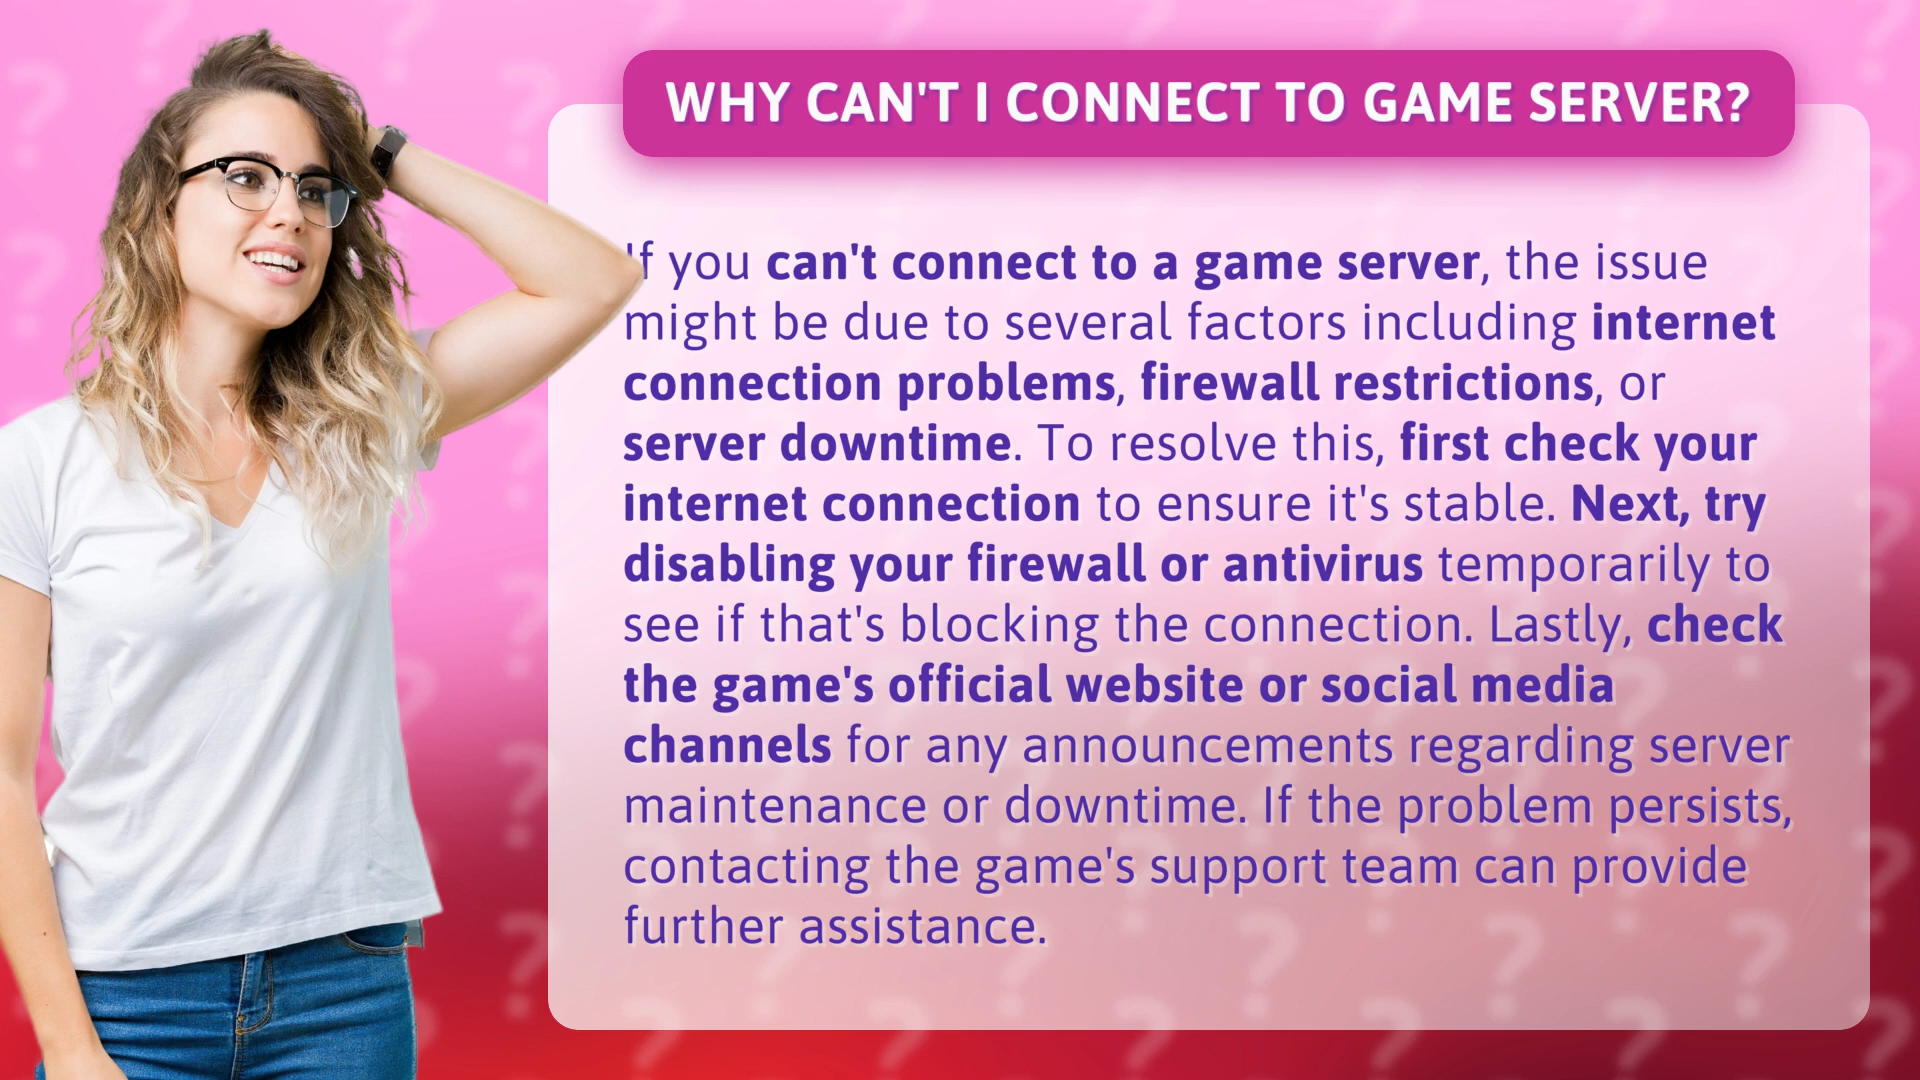 WHY CAN'T I CONNECT TO GAME SERVER?
If you can't connect to a game server, the issue
might be due to several factors including internet
connection problems, firewall restrictions, or
server downtime. To resolve this, first check your
internet connection to ensure it's stable. Next, try
disabling your firewall or antivirus temporarily to
see if that's blocking the connection. Lastly, check
the game's official website or social media
channels for any announcements regarding server
maintenance or downtime. If the problem persists,
contacting the game's support team can provide
further assistance.